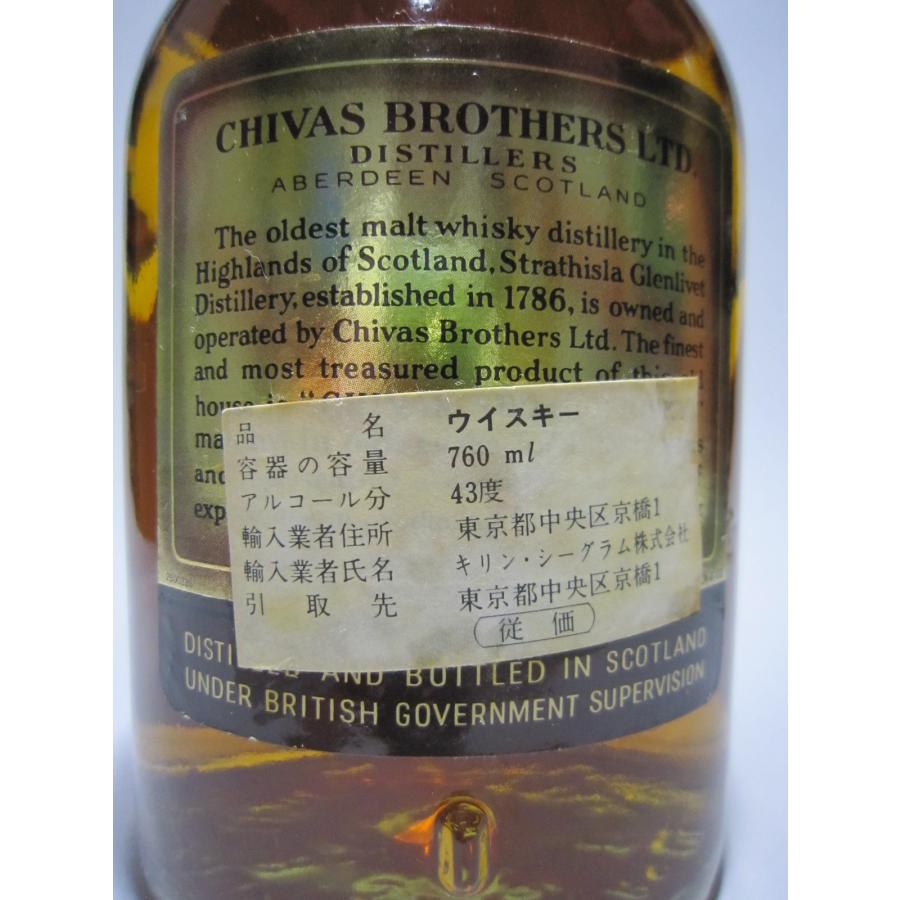 CHIVAS BROTHERS LTD.
DISTILLERS
ABERDEEN SCOTLAND
The oldest malt whisky distillery in the
Highlands of Scotland, Strathisla Glenlivet
Distillery, established in 1786, is owned and
operated by Chivas Brothers Ltd. The finest
and most treasured product of
house
品名 ウイスキー
容器の容量 760 ml
アルコール分 43度
輸入業者住所 東京都中央区京橋1
輸入業者氏名 キリン・シーグラム株式会社
引取先 東京都中央区京橋1
従価
AND BOTTLED IN SCOTLAND
UNDER BRITISH GOVERNMENT SUPERVISION